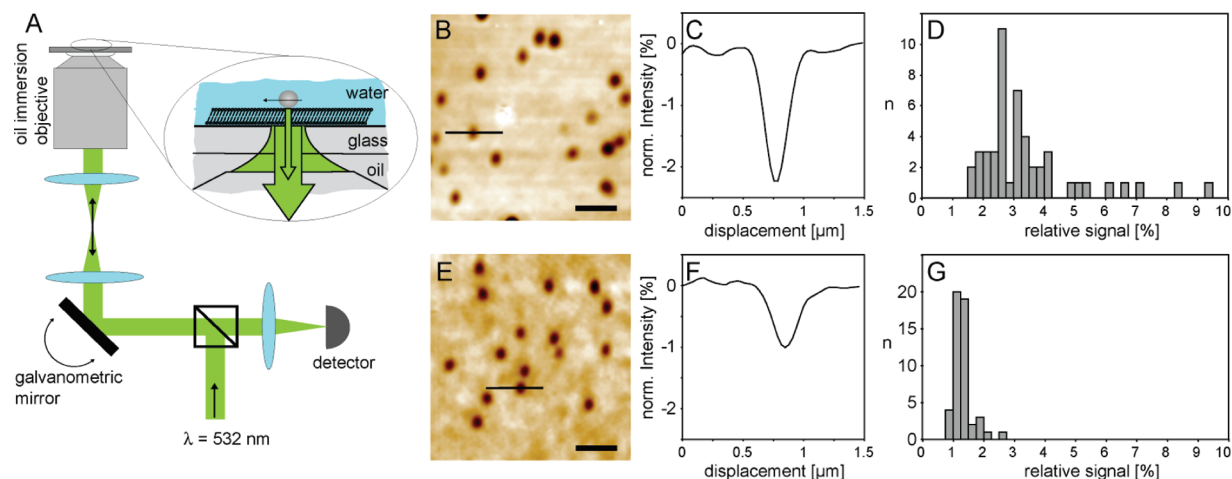 A
oil immersion
objective
water
glass
oil
galvanometric
mirror
detector
λ = 532 nm
B
C
norm. Intensity [%]
0
-1
-2
0
0.5
1
1.5
displacement [µm]
D
n
10
8
6
4
2
0
0 1 2 3 4 5 6 7 8 9 10
relative signal [%]
E
F
norm. Intensity [%]
0
-1
-2
0
0.5
1
1.5
displacement [µm]
G
n
20
15
10
5
0
0 1 2 3 4 5 6 7 8 9 10
relative signal [%]